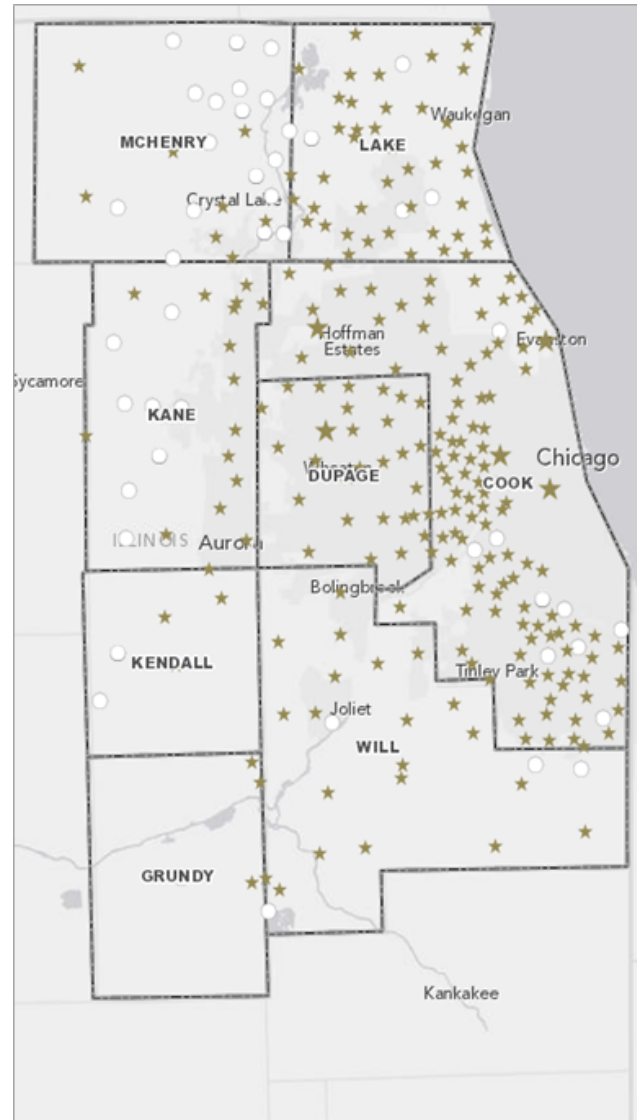 Waukegan
MCHENRY
LAKE
Crystal Lake
Hoffman
Estates
Evanston
Sycamore
KANE
Chicago
Wheaton
DUPAGE
COOK
ILLINOIS
Aurora
Bolingbrook
KENDALL
Tinley Park
Joliet
WILL
GRUNDY
Kankakee